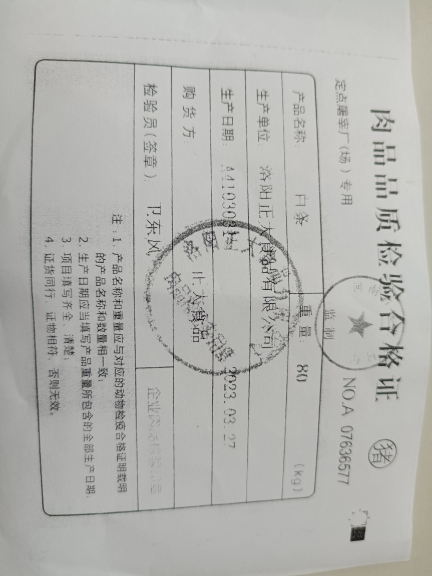 肉品品质检验合格证
猪
定点屠宰厂(场)专用
监制
NO.A 07636577
产品名称 白条 重量 80 (kg)
生产单位 洛阳正大食品有限公司
生产日期 2023.03.27
购货方 正大食品
检验员(签章) 卫东风
注:1、产品名称和重量应与对应的动物检疫合格证明载明
的产品名称和数量相一致;
2、生产日期应当填写产品重量所包含的全部生产日期;
3、项目填写齐全、清楚;
4、证货同行,证物相符,否则无效。